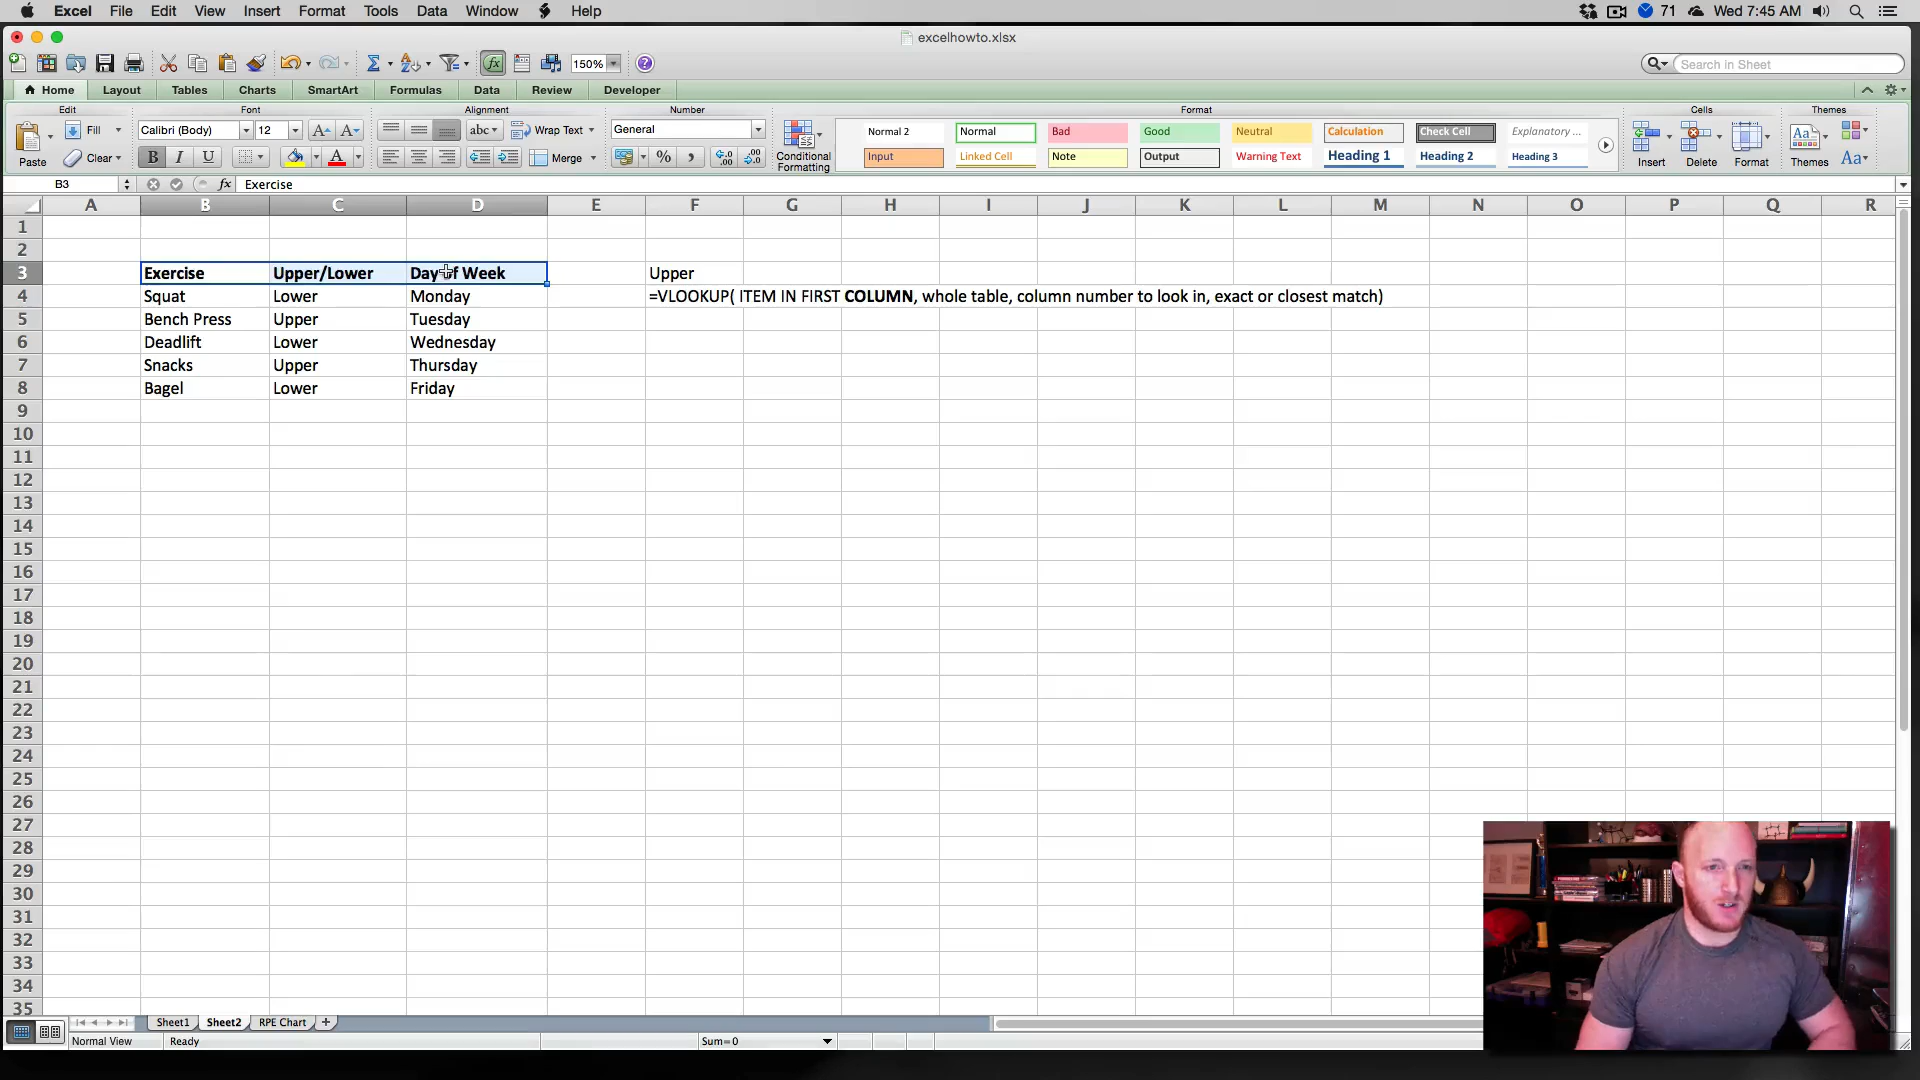 Excel File Edit View Insert Format Tools Data Window Help 71 Wed 7:45 AM
excelhowto.xlsx
150% Search in Sheet
Home Layout Tables Charts SmartArt Formulas Data Review Developer
Edit Font Alignment Number Format Cells Themes
Fill Calibri (Body) 12 abc Wrap Text General Normal 2 Normal Bad Good Neutral Calculation Check Cell Explanatory ...
Paste Clear B I U Merge Conditional Formatting Input Linked Cell Note Output Warning Text Heading 1 Heading 2 Heading 3 Insert Delete Format Themes Aa
B3 fx Exercise
A B C D E F G H I J K L M N O P Q R
1
2
3 Exercise Upper/Lower Day of Week Upper
4 Squat Lower Monday =VLOOKUP( ITEM IN FIRST COLUMN, whole table, column number to look in, exact or closest match)
5 Bench Press Upper Tuesday
6 Deadlift Lower Wednesday
7 Snacks Upper Thursday
8 Bagel Lower Friday
9
10
11
12
13
14
15
16
17
18
19
20
21
22
23
24
25
26
27
28
29
30
31
32
33
34
35
Sheet1 Sheet2 RPE Chart
Normal View Ready Sum=0